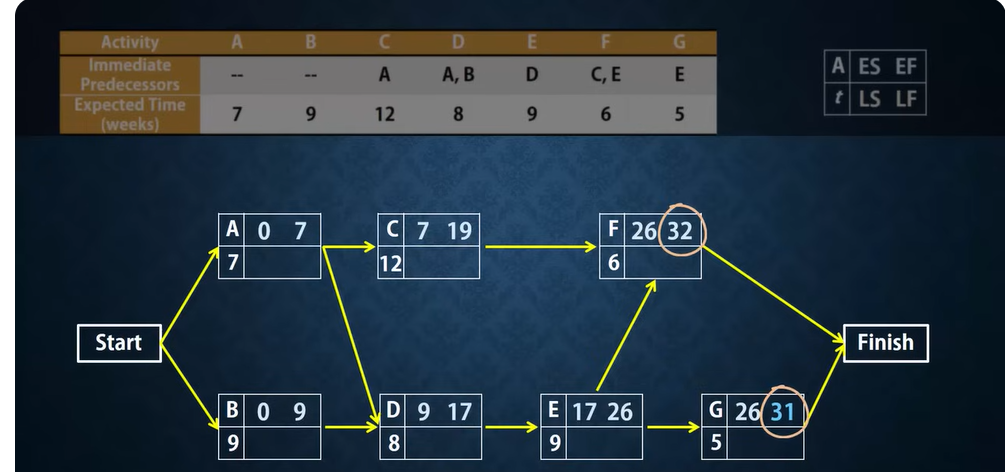 Activity A B C D E F G
Immediate Predecessors -- -- A A, B D C, E E
Expected Time (weeks) 7 9 12 8 9 6 5
A ES EF
t LS LF
A 0 7
7
C 7 19
12
F 26 32
6
Start
Finish
B 0 9
9
D 9 17
8
E 17 26
9
G 26 31
5